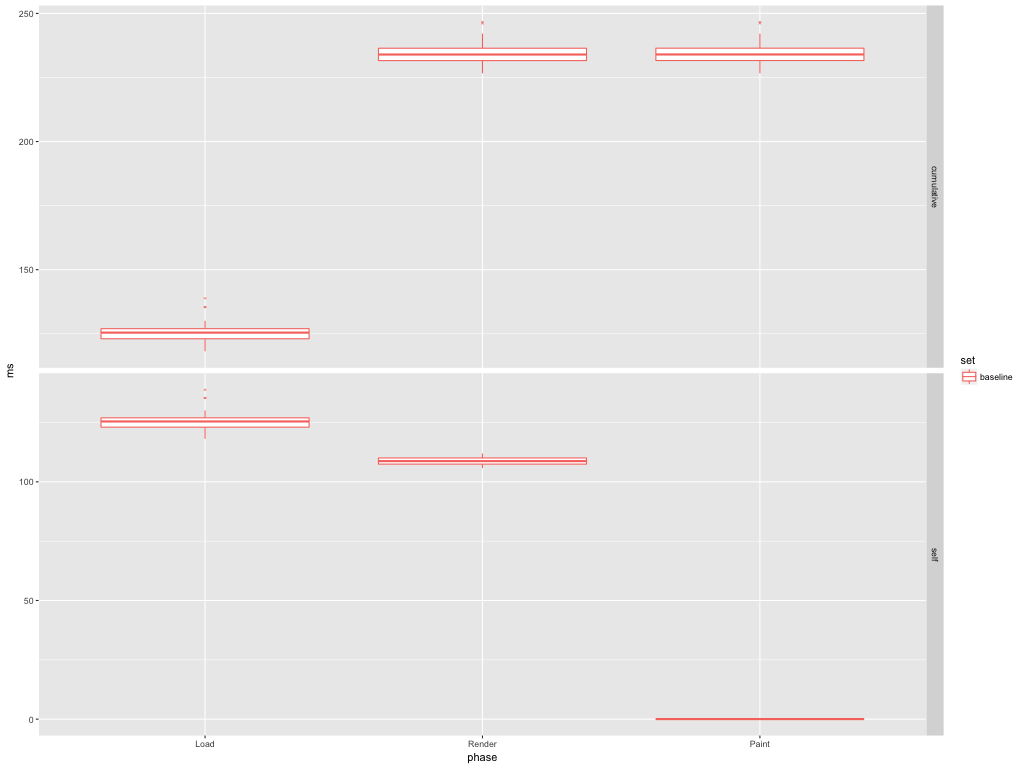 250
200
150
cumulative
ms
100
50
0
self
Load Render Paint
phase
set
baseline